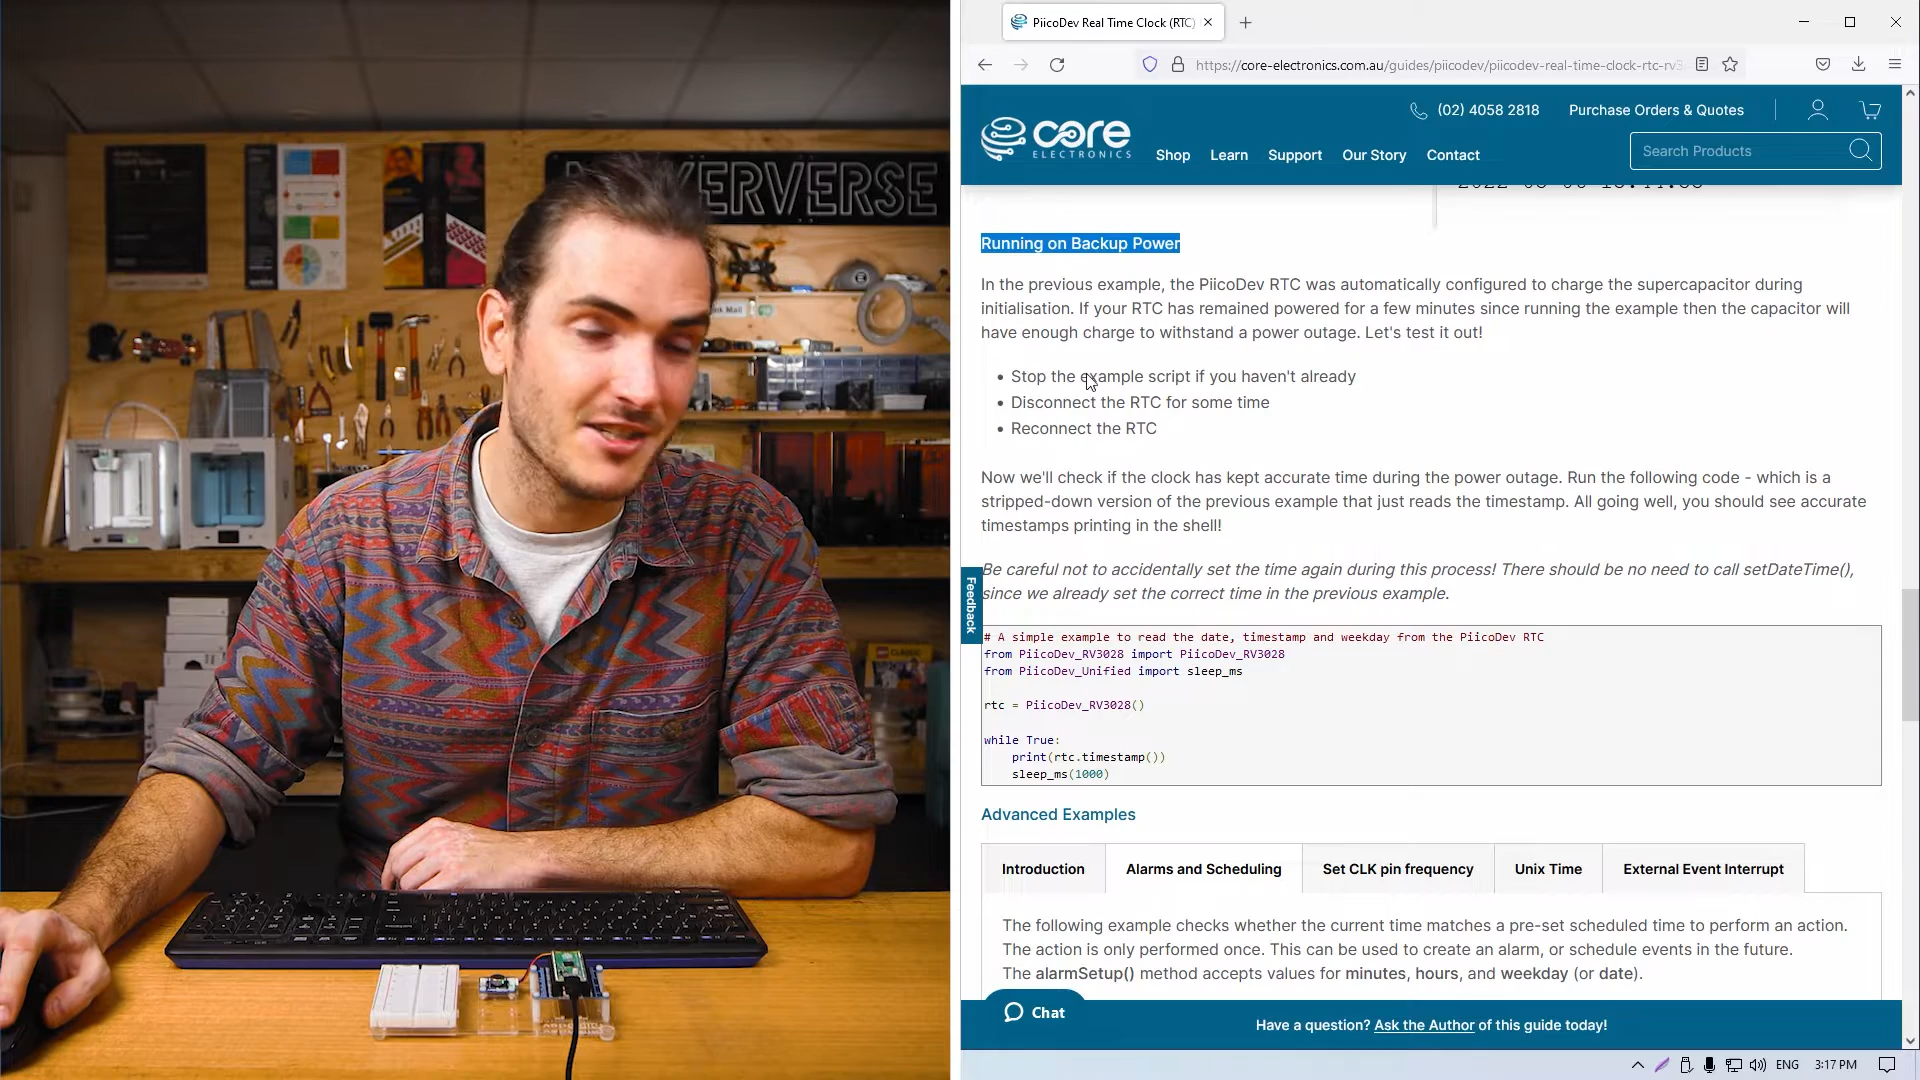 MAKERVERSE
PiicoDev Real Time Clock (RTC)
https://core-electronics.com.au/guides/piicodev/piicodev-real-time-clock-rtc-rv3
(02) 4058 2818
Purchase Orders & Quotes
core
ELECTRONICS
Shop
Learn
Support
Our Story
Contact
Search Products
Running on Backup Power
In the previous example, the PiicoDev RTC was automatically configured to charge the supercapacitor during
initialisation. If your RTC has remained powered for a few minutes since running the example then the capacitor will
have enough charge to withstand a power outage. Let's test it out!
• Stop the example script if you haven't already
• Disconnect the RTC for some time
• Reconnect the RTC
Now we'll check if the clock has kept accurate time during the power outage. Run the following code - which is a
stripped-down version of the previous example that just reads the timestamp. All going well, you should see accurate
timestamps printing in the shell!
Be careful not to accidentally set the time again during this process! There should be no need to call setDateTime(),
since we already set the correct time in the previous example.
Feedback
# A simple example to read the date, timestamp and weekday from the PiicoDev RTC
from PiicoDev_RV3028 import PiicoDev_RV3028
from PiicoDev_Unified import sleep_ms
rtc = PiicoDev_RV3028()
while True:
print(rtc.timestamp())
sleep_ms(1000)
Advanced Examples
Introduction
Alarms and Scheduling
Set CLK pin frequency
Unix Time
External Event Interrupt
The following example checks whether the current time matches a pre-set scheduled time to perform an action.
The action is only performed once. This can be used to create an alarm, or schedule events in the future.
The alarmSetup() method accepts values for minutes, hours, and weekday (or date).
Chat
Have a question? Ask the Author of this guide today!
ENG
3:17 PM